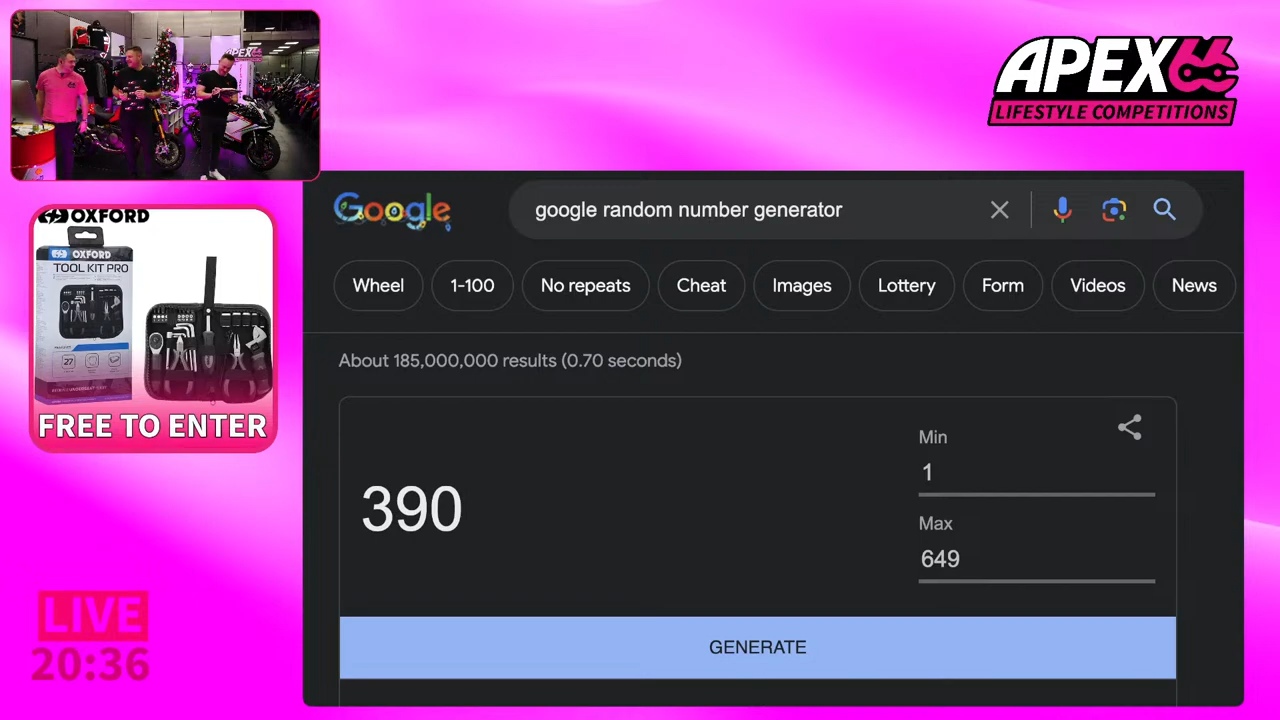 APEX66
LIFESTYLE COMPETITIONS
Google
google random number generator
Wheel
1-100
No repeats
Cheat
Images
Lottery
Form
Videos
News
About 185,000,000 results (0.70 seconds)
390
Min
1
Max
649
GENERATE
OXFORD
OXFORD
TOOL KIT PRO
27
FREE TO ENTER
LIVE
20:36